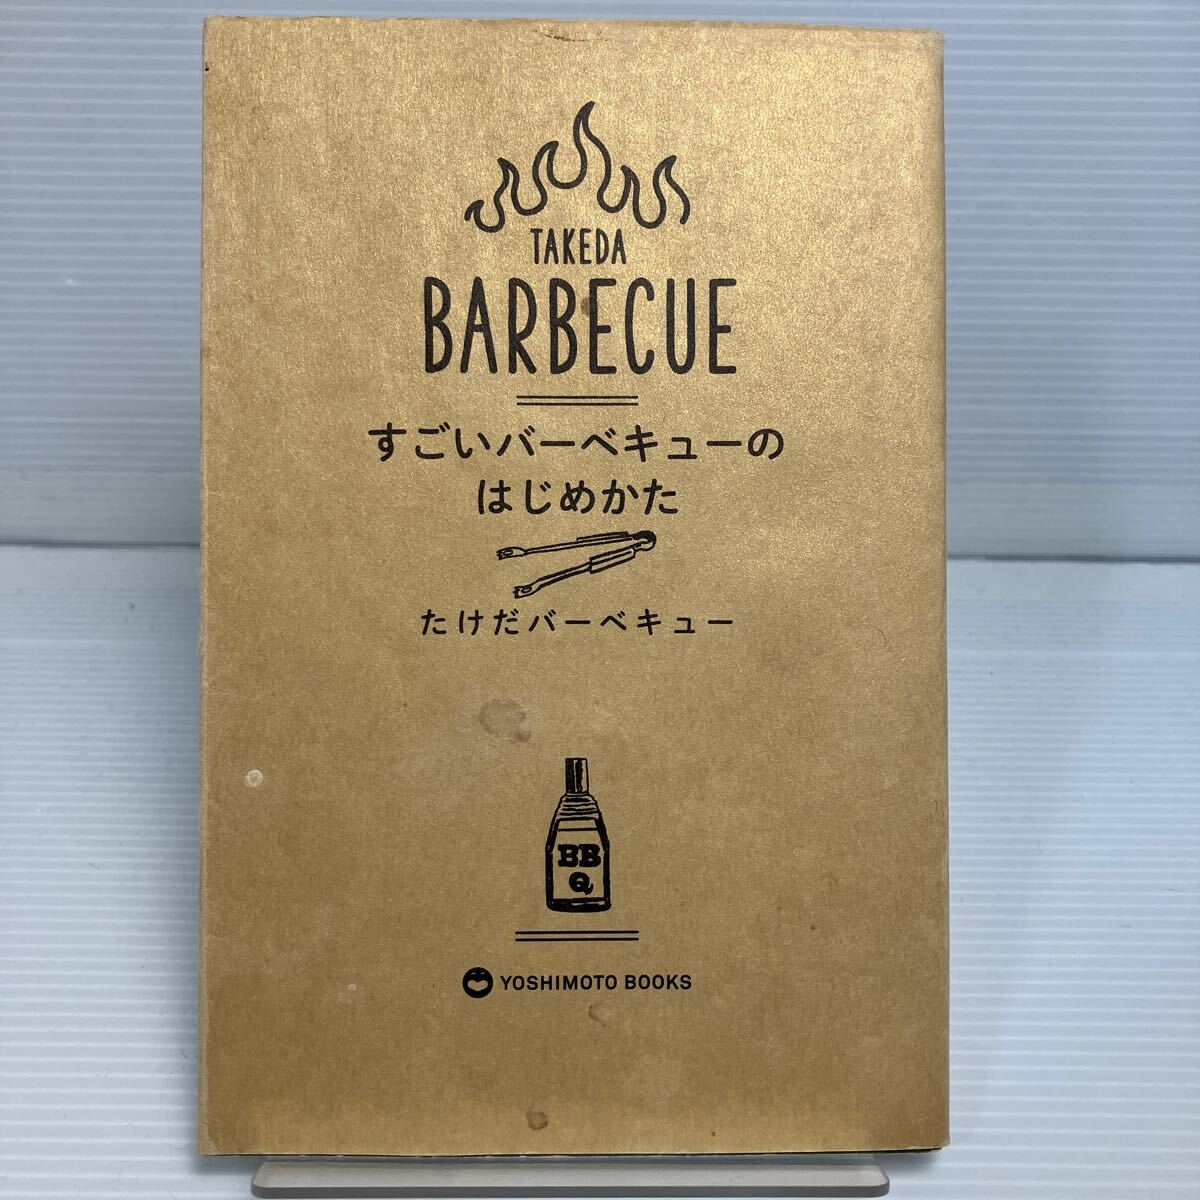 TAKEDA
BARBECUE
すごいバーベキューの
はじめかた
たけだバーベキュー
BB
Q
YOSHIMOTO BOOKS